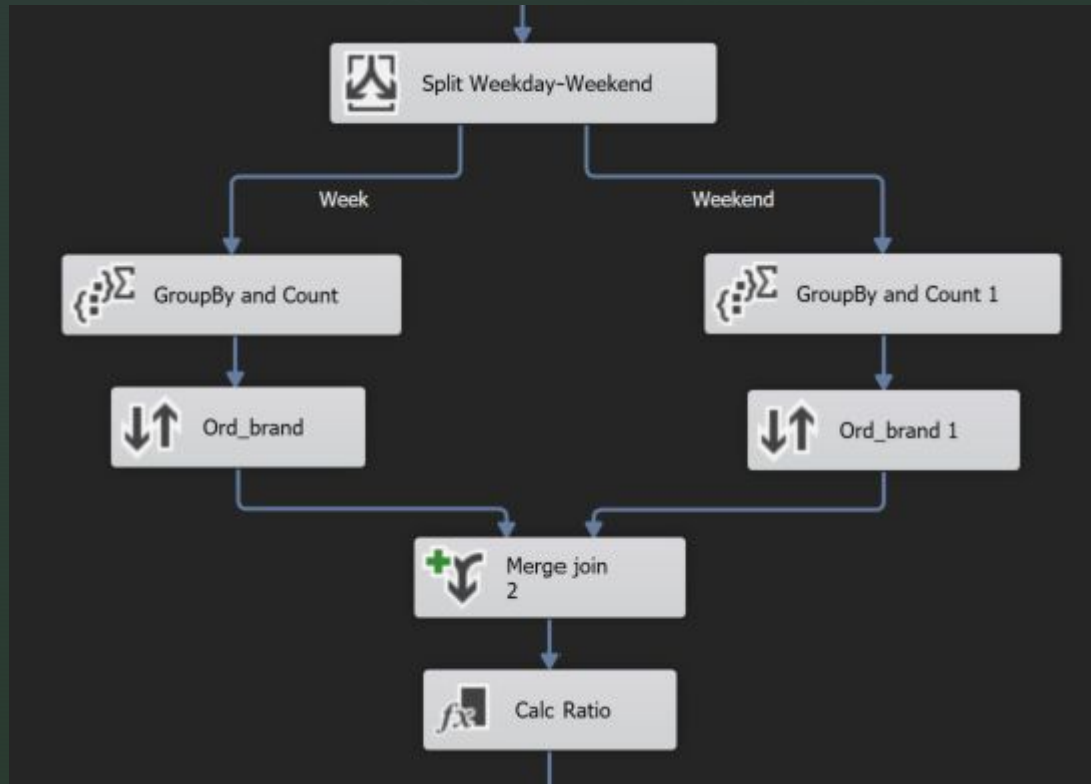 Split Weekday-Weekend
Week
Weekend
GroupBy and Count
GroupBy and Count 1
Ord_brand
Ord_brand 1
Merge join
2
Calc Ratio